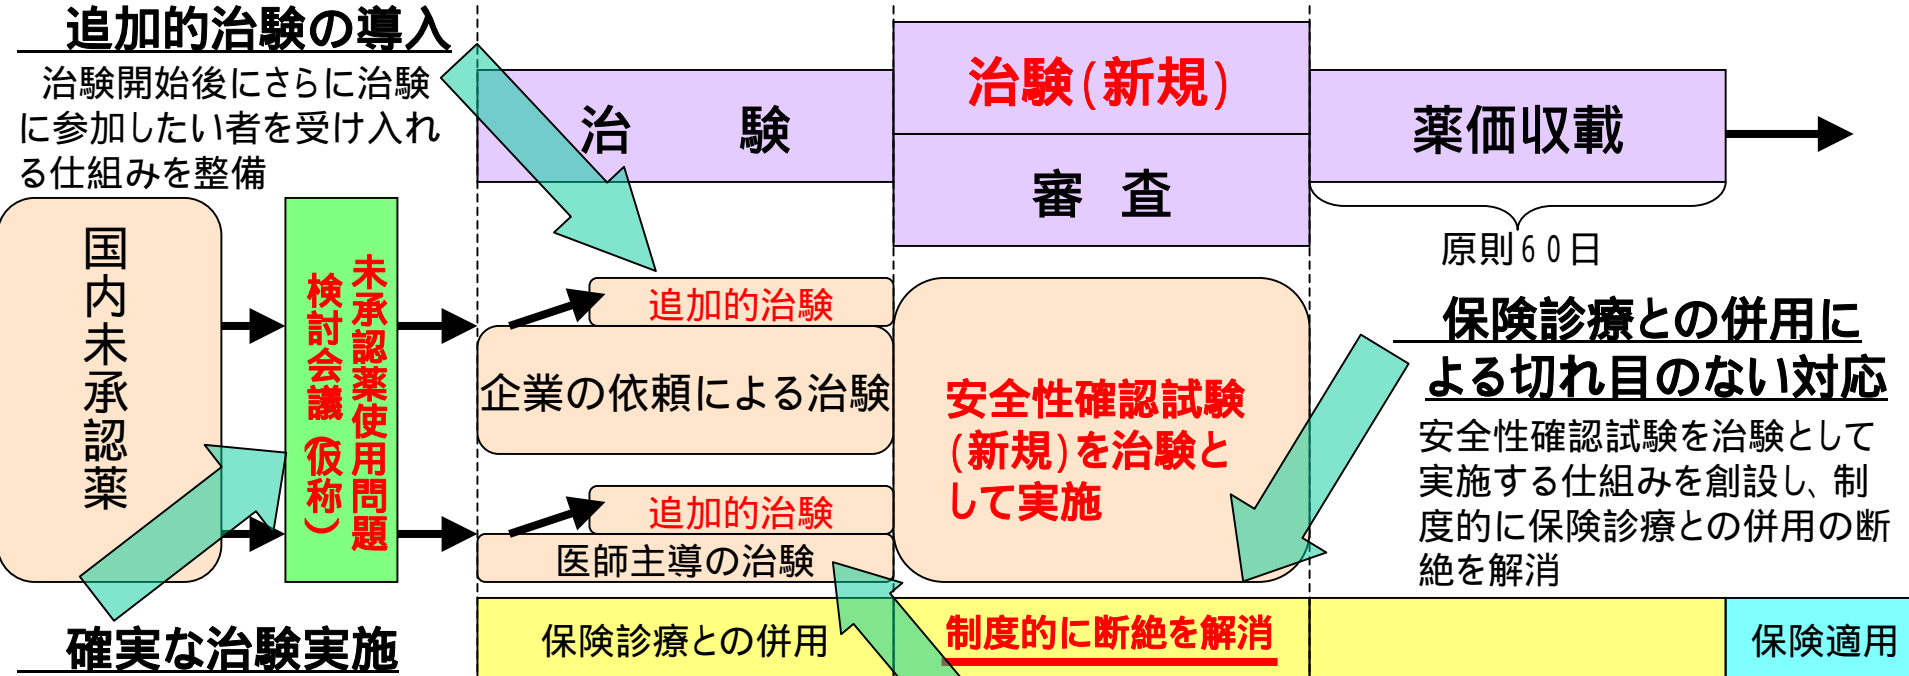 追加的治験の導入
治験開始後にさらに治験
に参加したい者を受け入れ
る仕組みを整備
治　験
治験(新規)
審 査
薬価収載
原則60日
国内未承認薬
未承認薬使用問題
検討会議(仮称)
追加的治験
企業の依頼による治験
追加的治験
医師主導の治験
安全性確認試験
(新規)を治験と
して実施
保険診療との併用に
よる切れ目のない対応
安全性確認試験を治験として
実施する仕組みを創設し、制
度的に保険診療との併用の断
絶を解消
確実な治験実施
保険診療との併用
制度的に断絶を解消
保険適用